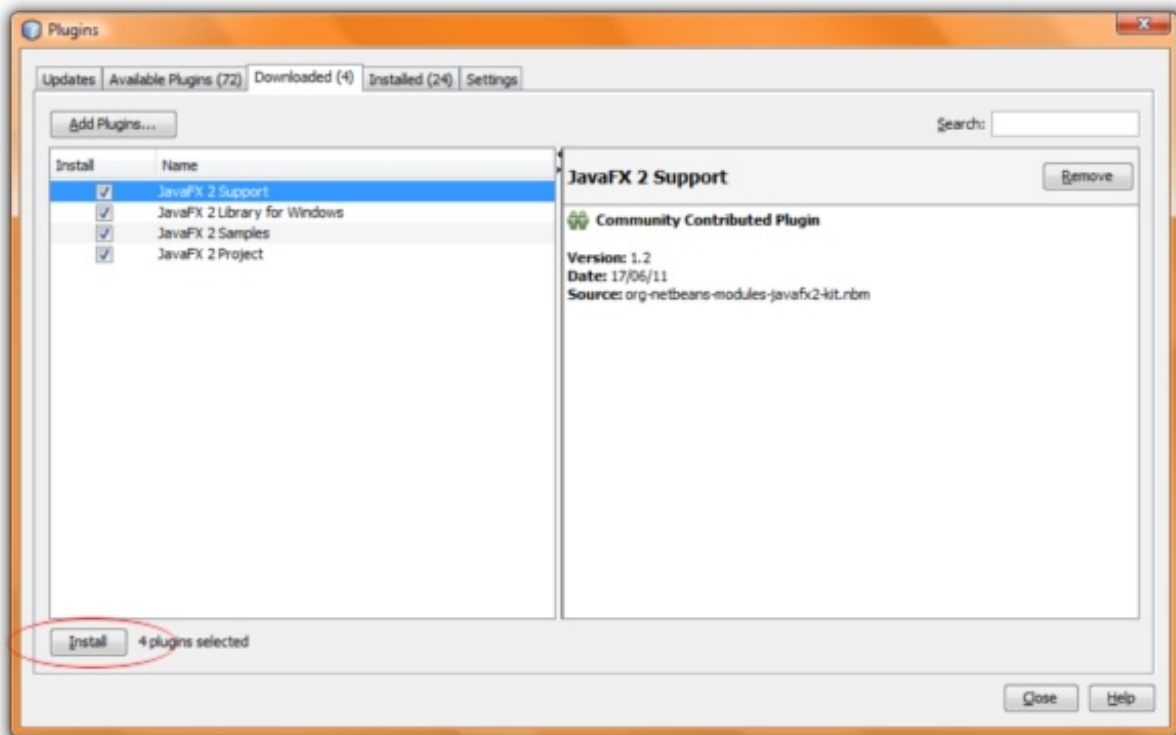 Plugins
Updates Available Plugins (72) Downloaded (4) Installed (24) Settings
Add Plugins... Search:
Install Name
JavaFX 2 Support
JavaFX 2 Library for Windows
JavaFX 2 Samples
JavaFX 2 Project
JavaFX 2 Support Remove
Community Contributed Plugin
Version: 1.2
Date: 17/06/11
Source: org-netbeans-modules-javafx2-kit.nbm
Install 4 plugins selected
Close Help